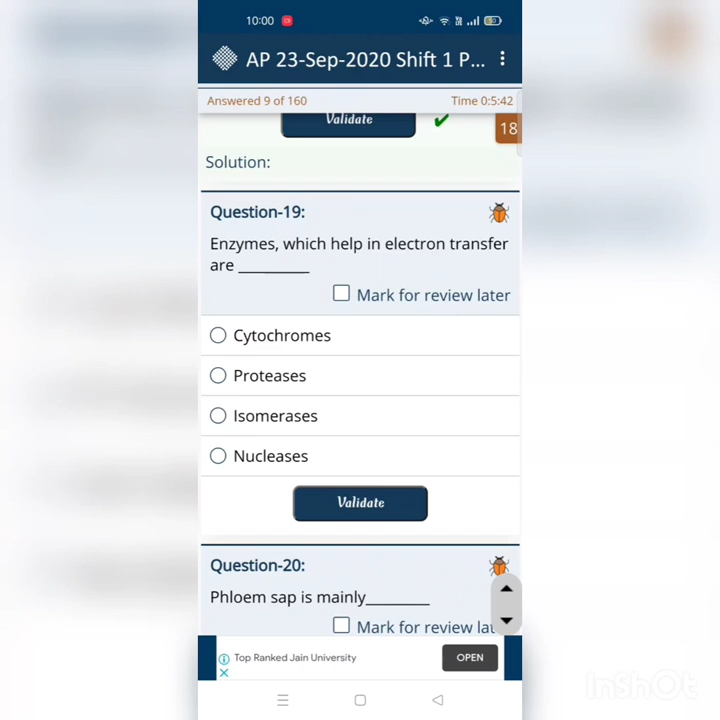 10:00
AP 23-Sep-2020 Shift 1 P...
Answered 9 of 160 Time 0:5:42
Validate
18
Solution:
Question-19:
Enzymes, which help in electron transfer
are __________
Mark for review later
Cytochromes
Proteases
Isomerases
Nucleases
Validate
Question-20:
Phloem sap is mainly_________
Mark for review lat
Top Ranked Jain University
OPEN
InShOt